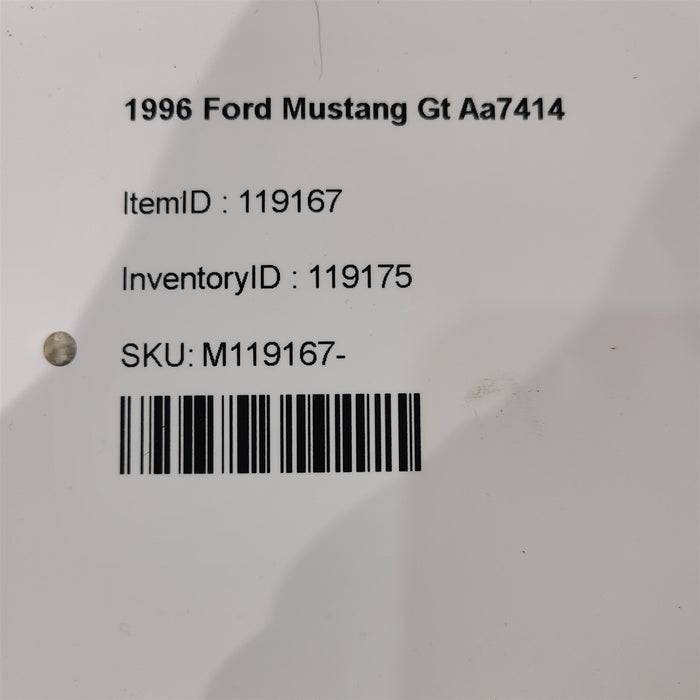 1996 Ford Mustang Gt Aa7414
ItemID : 119167
InventoryID : 119175
SKU: M119167-